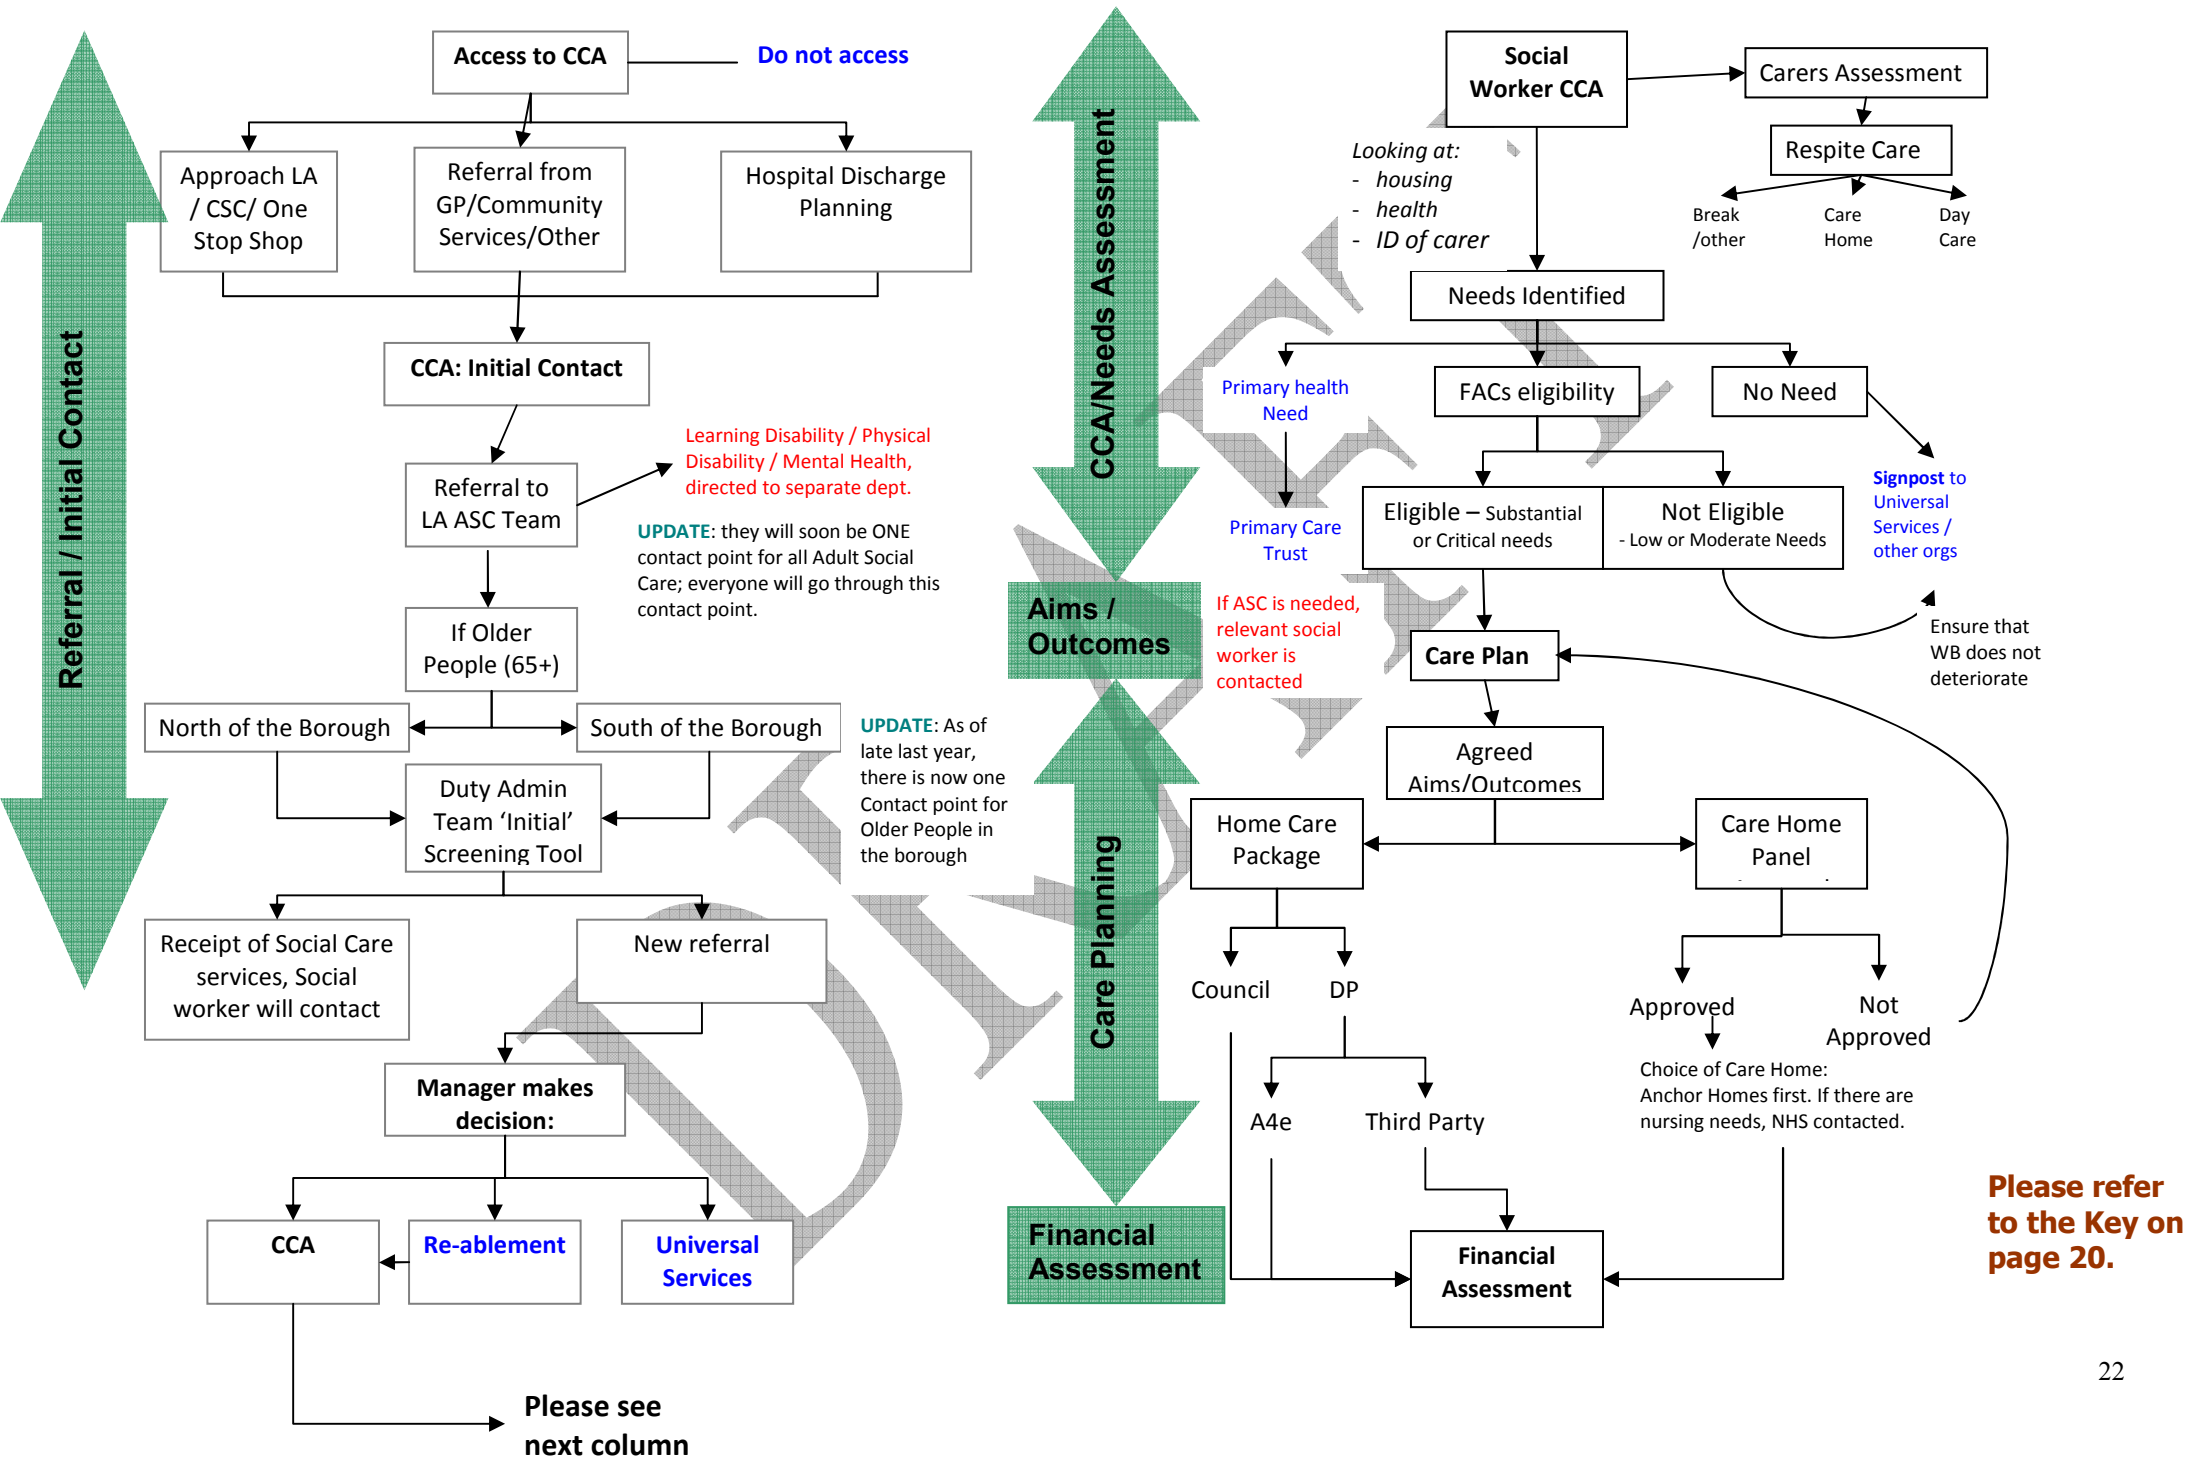 Access to CCA
Do not access
Approach LA
/ CSC/ One
Stop Shop
Referral from
GP/Community
Services/Other
Hospital Discharge
Planning
CCA: Initial Contact
Referral to
LA ASC Team
Learning Disability / Physical
Disability / Mental Health,
directed to separate dept.
UPDATE: they will soon be ONE
contact point for all Adult Social
Care; everyone will go through this
contact point.
If Older
People (65+)
North of the Borough
South of the Borough
UPDATE: As of
late last year,
there is now one
Contact point for
Older People in
the borough
Duty Admin
Team ‘Initial’
Screening Tool
Receipt of Social Care
services, Social
worker will contact
New referral
Manager makes
decision:
CCA
Re-ablement
Universal
Services
Please see
next column
Referral / Initial Contact
CCA/Needs Assessment
Aims /
Outcomes
Care Planning
Financial
Assessment
Social
Worker CCA
Carers Assessment
Respite Care
Break
/other
Care
Home
Day
Care
Looking at:
- housing
- health
- ID of carer
Needs Identified
Primary health
Need
FACs eligibility
No Need
Primary Care
Trust
Eligible – Substantial
or Critical needs
Not Eligible
- Low or Moderate Needs
Signpost to
Universal
Services /
other orgs
If ASC is needed,
relevant social
worker is
contacted
Care Plan
Ensure that
WB does not
deteriorate
Agreed
Aims/Outcomes
Home Care
Package
Care Home
Panel
Council
DP
Approved
Not
Approved
Choice of Care Home:
Anchor Homes first. If there are
nursing needs, NHS contacted.
A4e
Third Party
Financial
Assessment
Please refer
to the Key on
page 20.
22
DRAFT